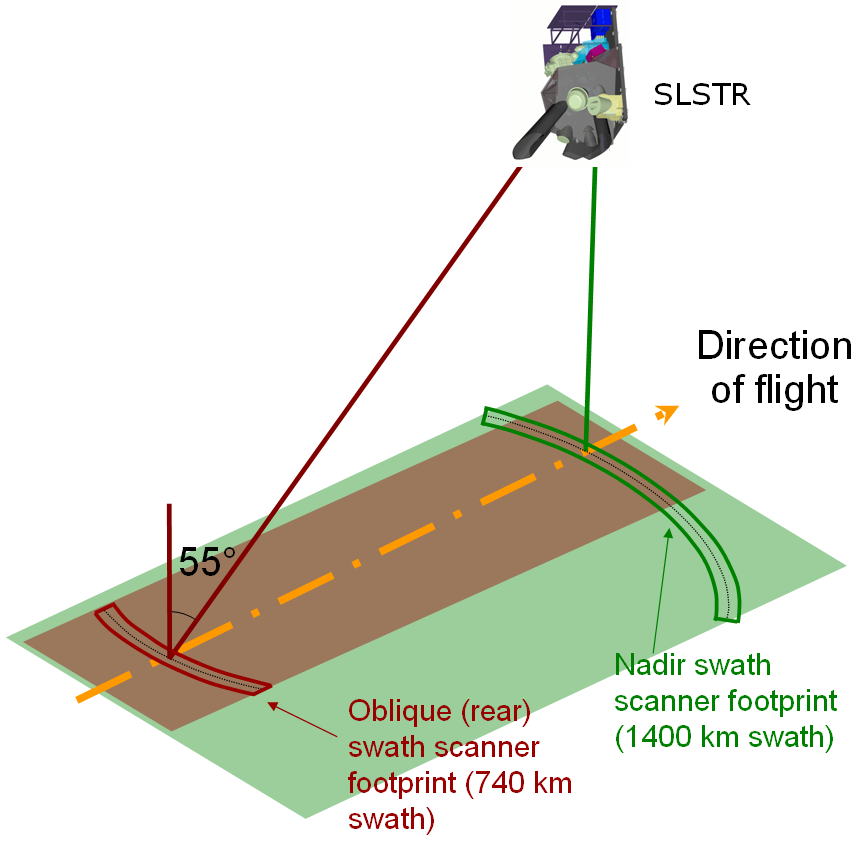 SLSTR
Direction
of flight
55°
Nadir swath
scanner footprint
(1400 km swath)
Oblique (rear)
swath scanner
footprint (740 km
swath)